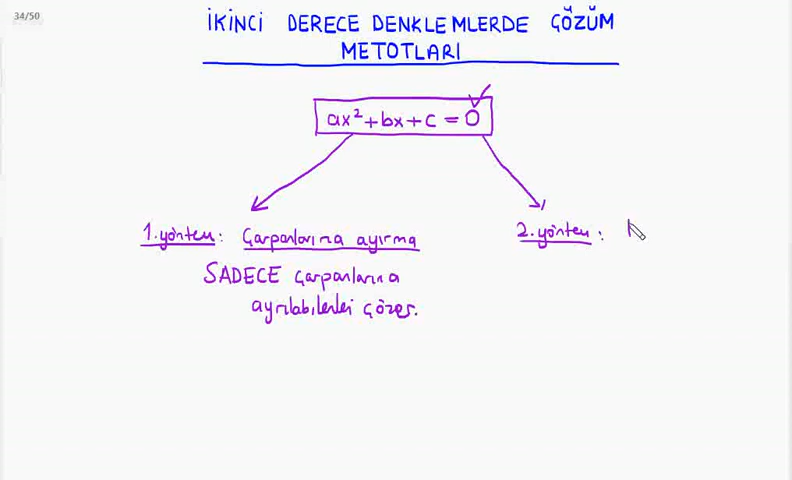 34/50
İKİNCİ DERECE DENKLEMLERDE ÇÖZÜM
METOTLARI
ax²+bx+c=0
1.yöntem: Çarpanlarına ayırma
2.yöntem:
SADECE çarpanlarına
ayrılabilenleri çözer.